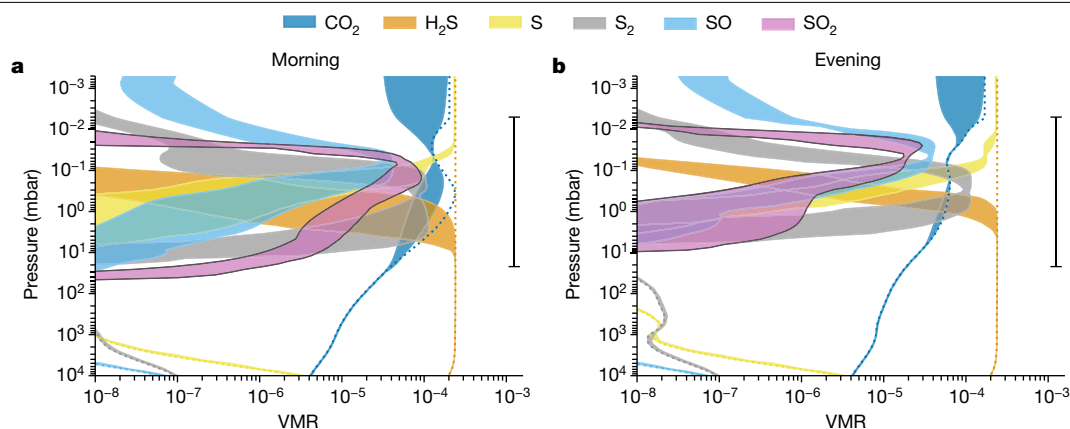 CO₂ H₂S S S₂ SO SO₂
a Morning
b Evening
Pressure (mbar)
10⁻³
10⁻²
10⁻¹
10⁰
10¹
10²
10³
10⁴
10⁻⁸ 10⁻⁷ 10⁻⁶ 10⁻⁵ 10⁻⁴ 10⁻³
VMR
Pressure (mbar)
10⁻³
10⁻²
10⁻¹
10⁰
10¹
10²
10³
10⁴
10⁻⁸ 10⁻⁷ 10⁻⁶ 10⁻⁵ 10⁻⁴ 10⁻³
VMR